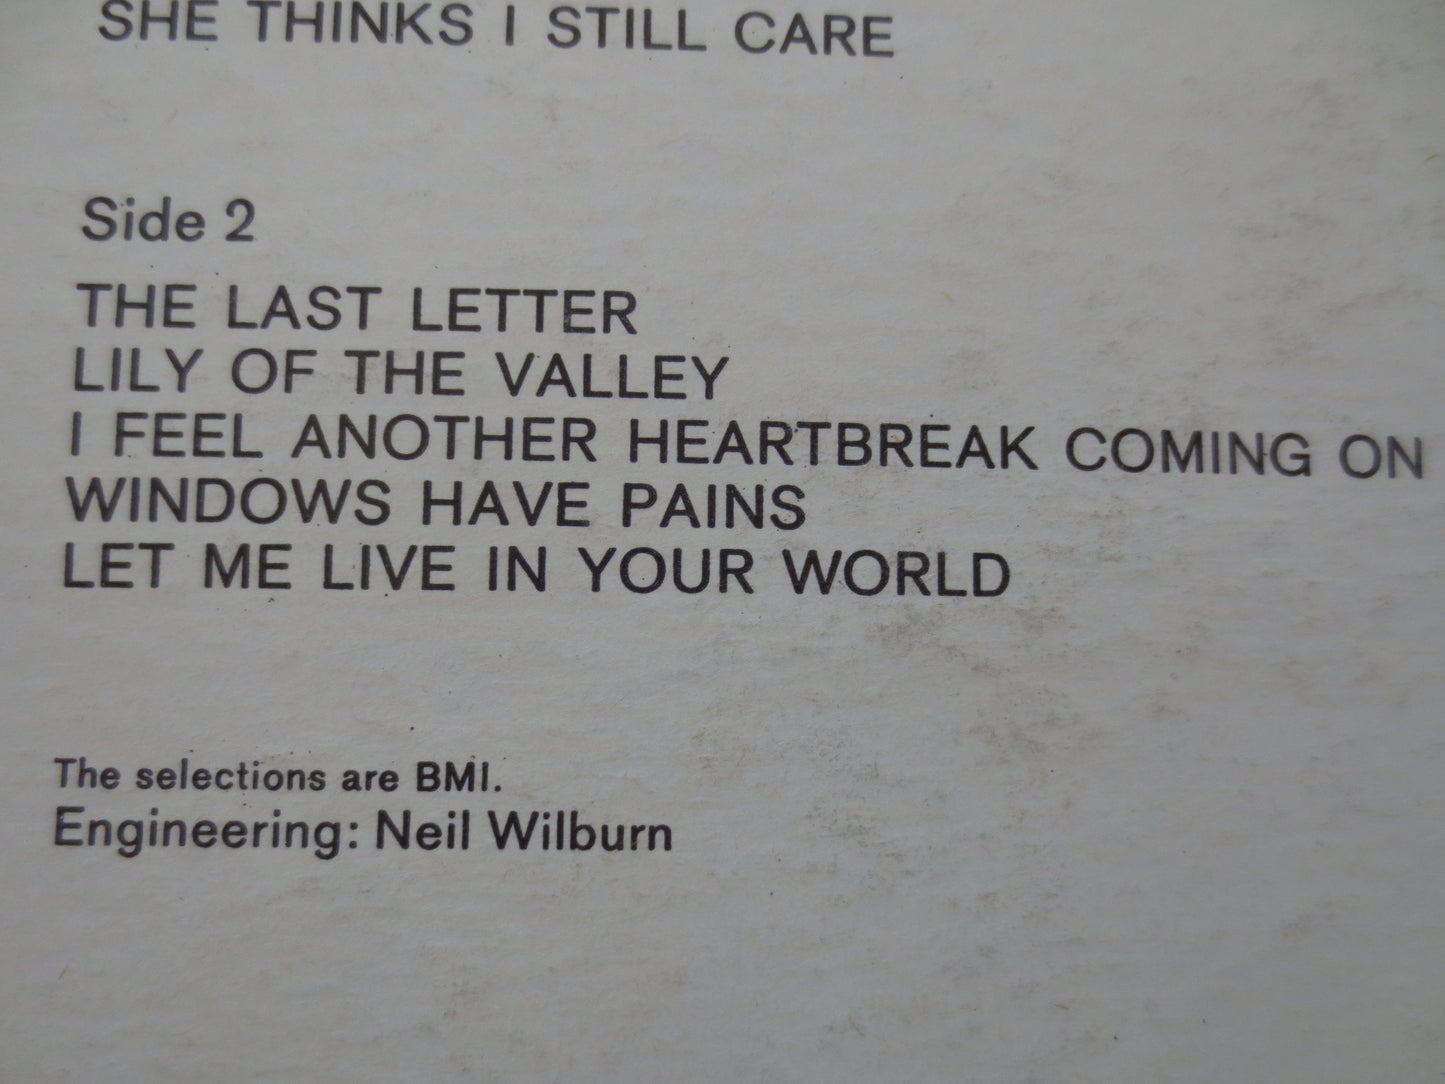 SHE THINKS I STILL CARE
Side 2
THE LAST LETTER
LILY OF THE VALLEY
I FEEL ANOTHER HEARTBREAK COMING ON
WINDOWS HAVE PAINS
LET ME LIVE IN YOUR WORLD
The selections are BMI.
Engineering: Neil Wilburn